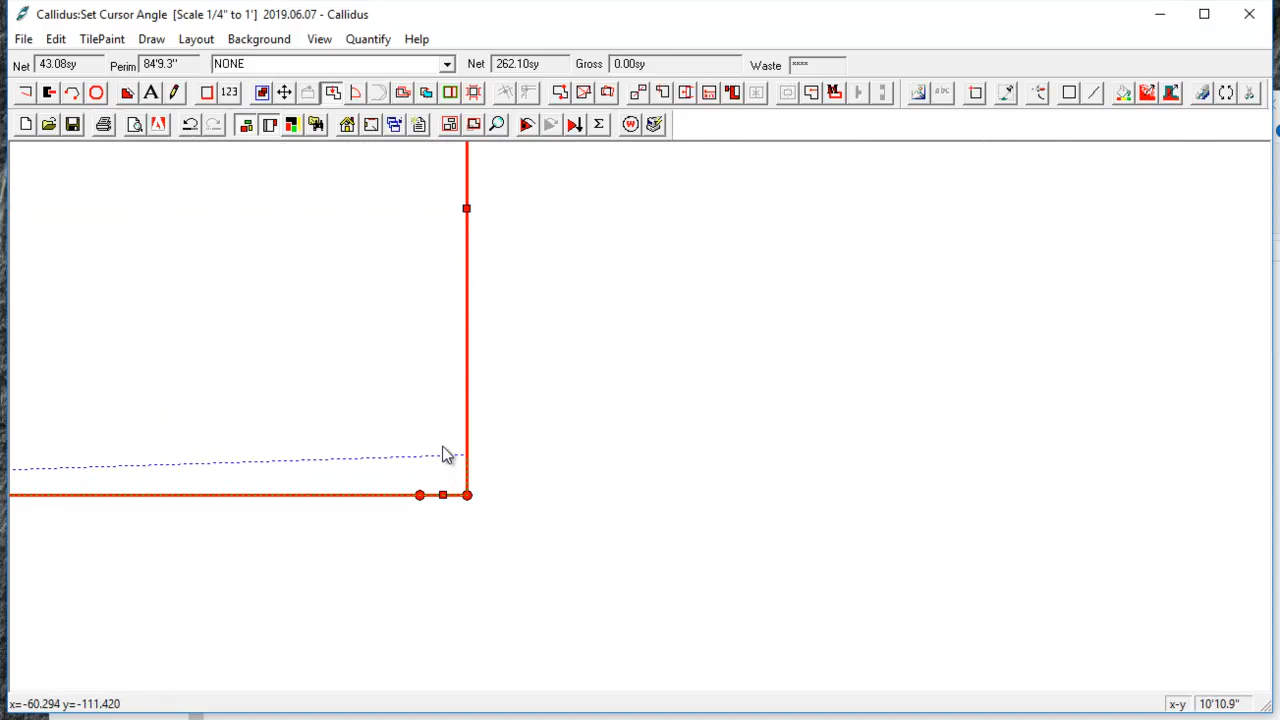 Callidus:Set Cursor Angle [Scale 1/4" to 1'] 2019.06.07 - Callidus
File Edit TilePaint Draw Layout Background View Quantify Help
Net 43.08sy Perim 84'9.3" NONE Net 262.10sy Gross 0.00sy Waste ****
A 123 abc
Σ W
x=-60.294 y=-111.420 x-y 10'10.9"